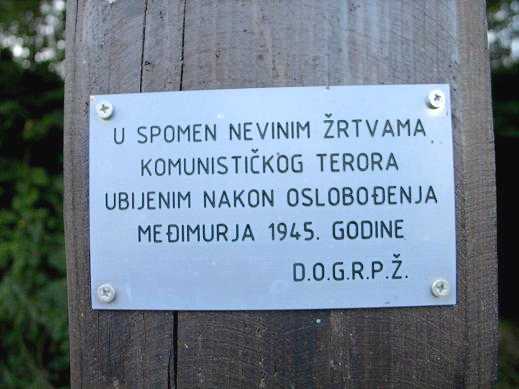 U SPOMEN NEVINIM ŽRTVAMA
KOMUNISTIČKOG TERORA
UBIJENIM NAKON OSLOBOĐENJA
MEĐIMURJA 1945. GODINE
D.O.G.R.P.Ž.